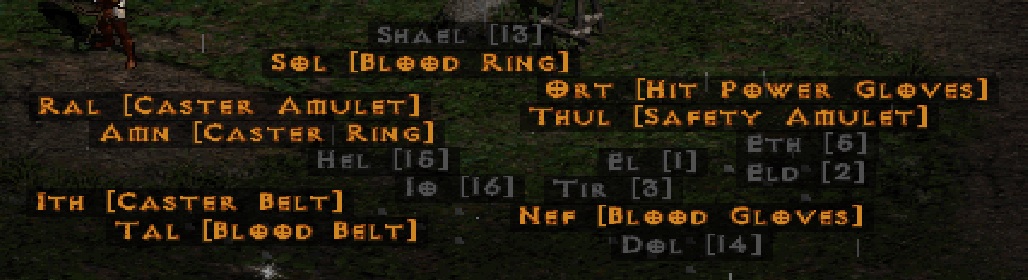 Shael [13]
Sol [Blood Ring]
Ort [Hit Power Gloves]
Ral [Caster Amulet]
Thul [Safety Amulet]
Amn [Caster Ring]
Eth [5]
Hel [15]
El [1]
Eld [2]
Io [16]
Tir [3]
Ith [Caster Belt]
Nef [Blood Gloves]
Tal [Blood Belt]
Dol [14]